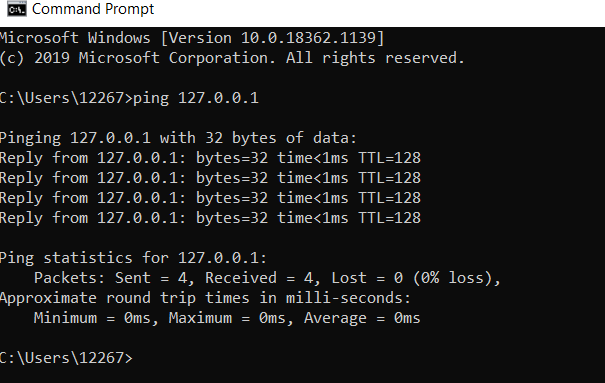 Command Prompt
Microsoft Windows [Version 10.0.18362.1139]
(c) 2019 Microsoft Corporation. All rights reserved.
C:\Users\12267>ping 127.0.0.1
Pinging 127.0.0.1 with 32 bytes of data:
Reply from 127.0.0.1: bytes=32 time<1ms TTL=128
Reply from 127.0.0.1: bytes=32 time<1ms TTL=128
Reply from 127.0.0.1: bytes=32 time<1ms TTL=128
Reply from 127.0.0.1: bytes=32 time<1ms TTL=128
Ping statistics for 127.0.0.1:
    Packets: Sent = 4, Received = 4, Lost = 0 (0% loss),
Approximate round trip times in milli-seconds:
    Minimum = 0ms, Maximum = 0ms, Average = 0ms
C:\Users\12267>